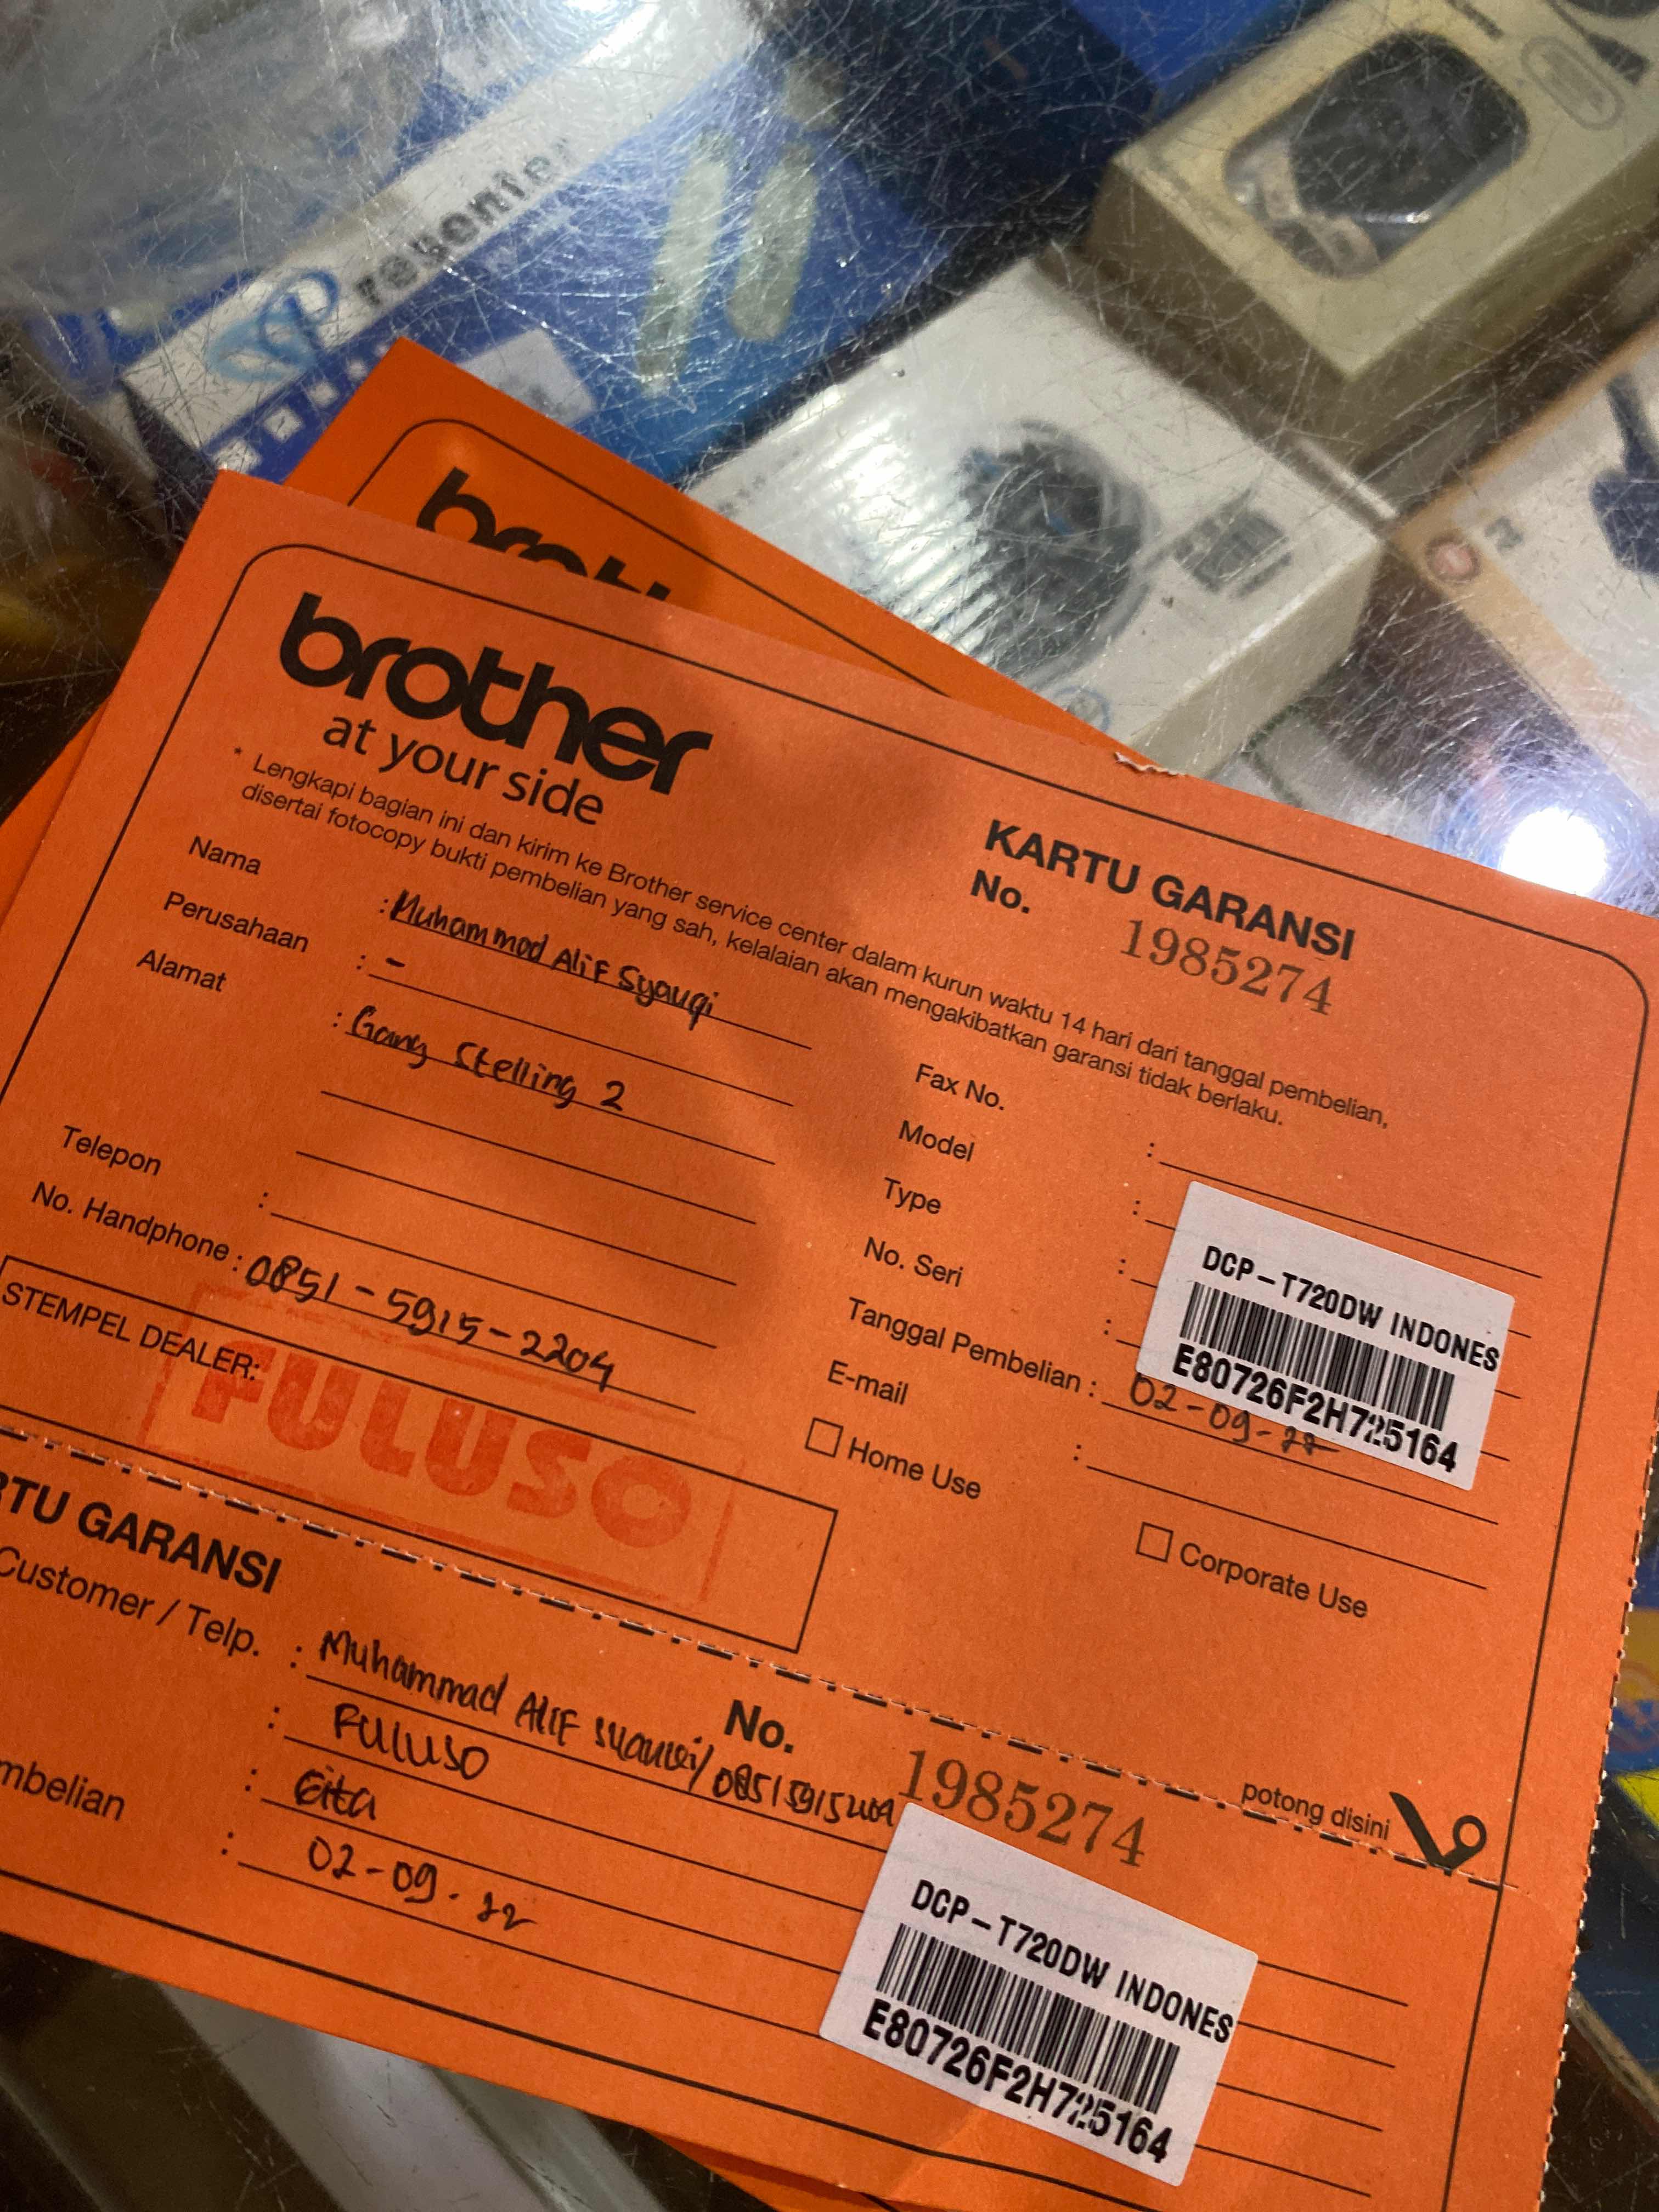 rekonier
broth
brother
at your side
* Lengkapi bagian ini dan kirim ke Brother service center dalam kurun waktu 14 hari dari tanggal pembelian,
disertai fotocopy bukti pembelian yang sah, kelalaian akan mengakibatkan garansi tidak berlaku.
KARTU GARANSI
No. 1985274
Nama : Muhammad Alif Syauqi
Perusahaan : -
Alamat : Gang Stelling 2
Telepon :
No. Handphone : 0851-5915-2204
STEMPEL DEALER:
FULUSO
Fax No. :
Model :
Type :
No. Seri :
DCP-T720DW INDONES
E80726F2H725164
Tanggal Pembelian : 02-09-22
E-mail :
Home Use
Corporate Use
potong disini
RTU GARANSI
No. 1985274
Customer / Telp. : Muhammad Alif Syauqi/
: FULUSO
: Gita
mbelian : 02-09-22
DCP-T720DW INDONES
E80726F2H725164